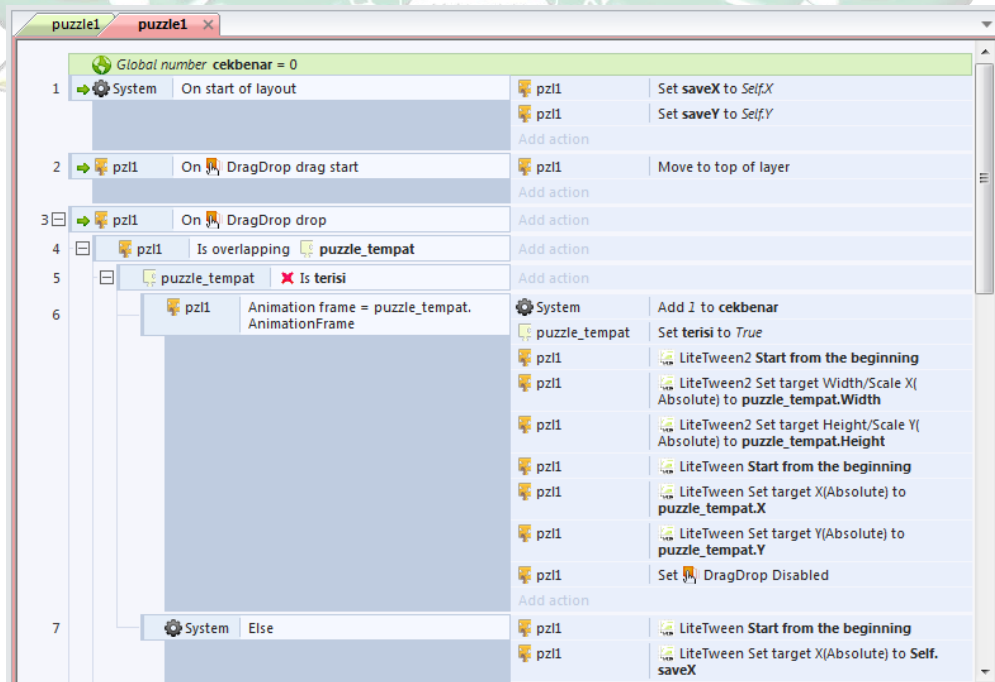 puzzle1
puzzle1
Global number cekbenar = 0
1 System On start of layout
pzl1 Set saveX to Self.X
pzl1 Set saveY to Self.Y
Add action
2 pzl1 On DragDrop drag start
pzl1 Move to top of layer
Add action
3 pzl1 On DragDrop drop
Add action
4 pzl1 Is overlapping puzzle_tempat
Add action
5 puzzle_tempat Is terisi
Add action
6 pzl1 Animation frame = puzzle_tempat.
AnimationFrame
System Add 1 to cekbenar
puzzle_tempat Set terisi to True
pzl1 LiteTween2 Start from the beginning
pzl1 LiteTween2 Set target Width/Scale X(
Absolute) to puzzle_tempat.Width
pzl1 LiteTween2 Set target Height/Scale Y(
Absolute) to puzzle_tempat.Height
pzl1 LiteTween Start from the beginning
pzl1 LiteTween Set target X(Absolute) to
puzzle_tempat.X
pzl1 LiteTween Set target Y(Absolute) to
puzzle_tempat.Y
pzl1 Set DragDrop Disabled
Add action
7 System Else
pzl1 LiteTween Start from the beginning
pzl1 LiteTween Set target X(Absolute) to Self.
saveX